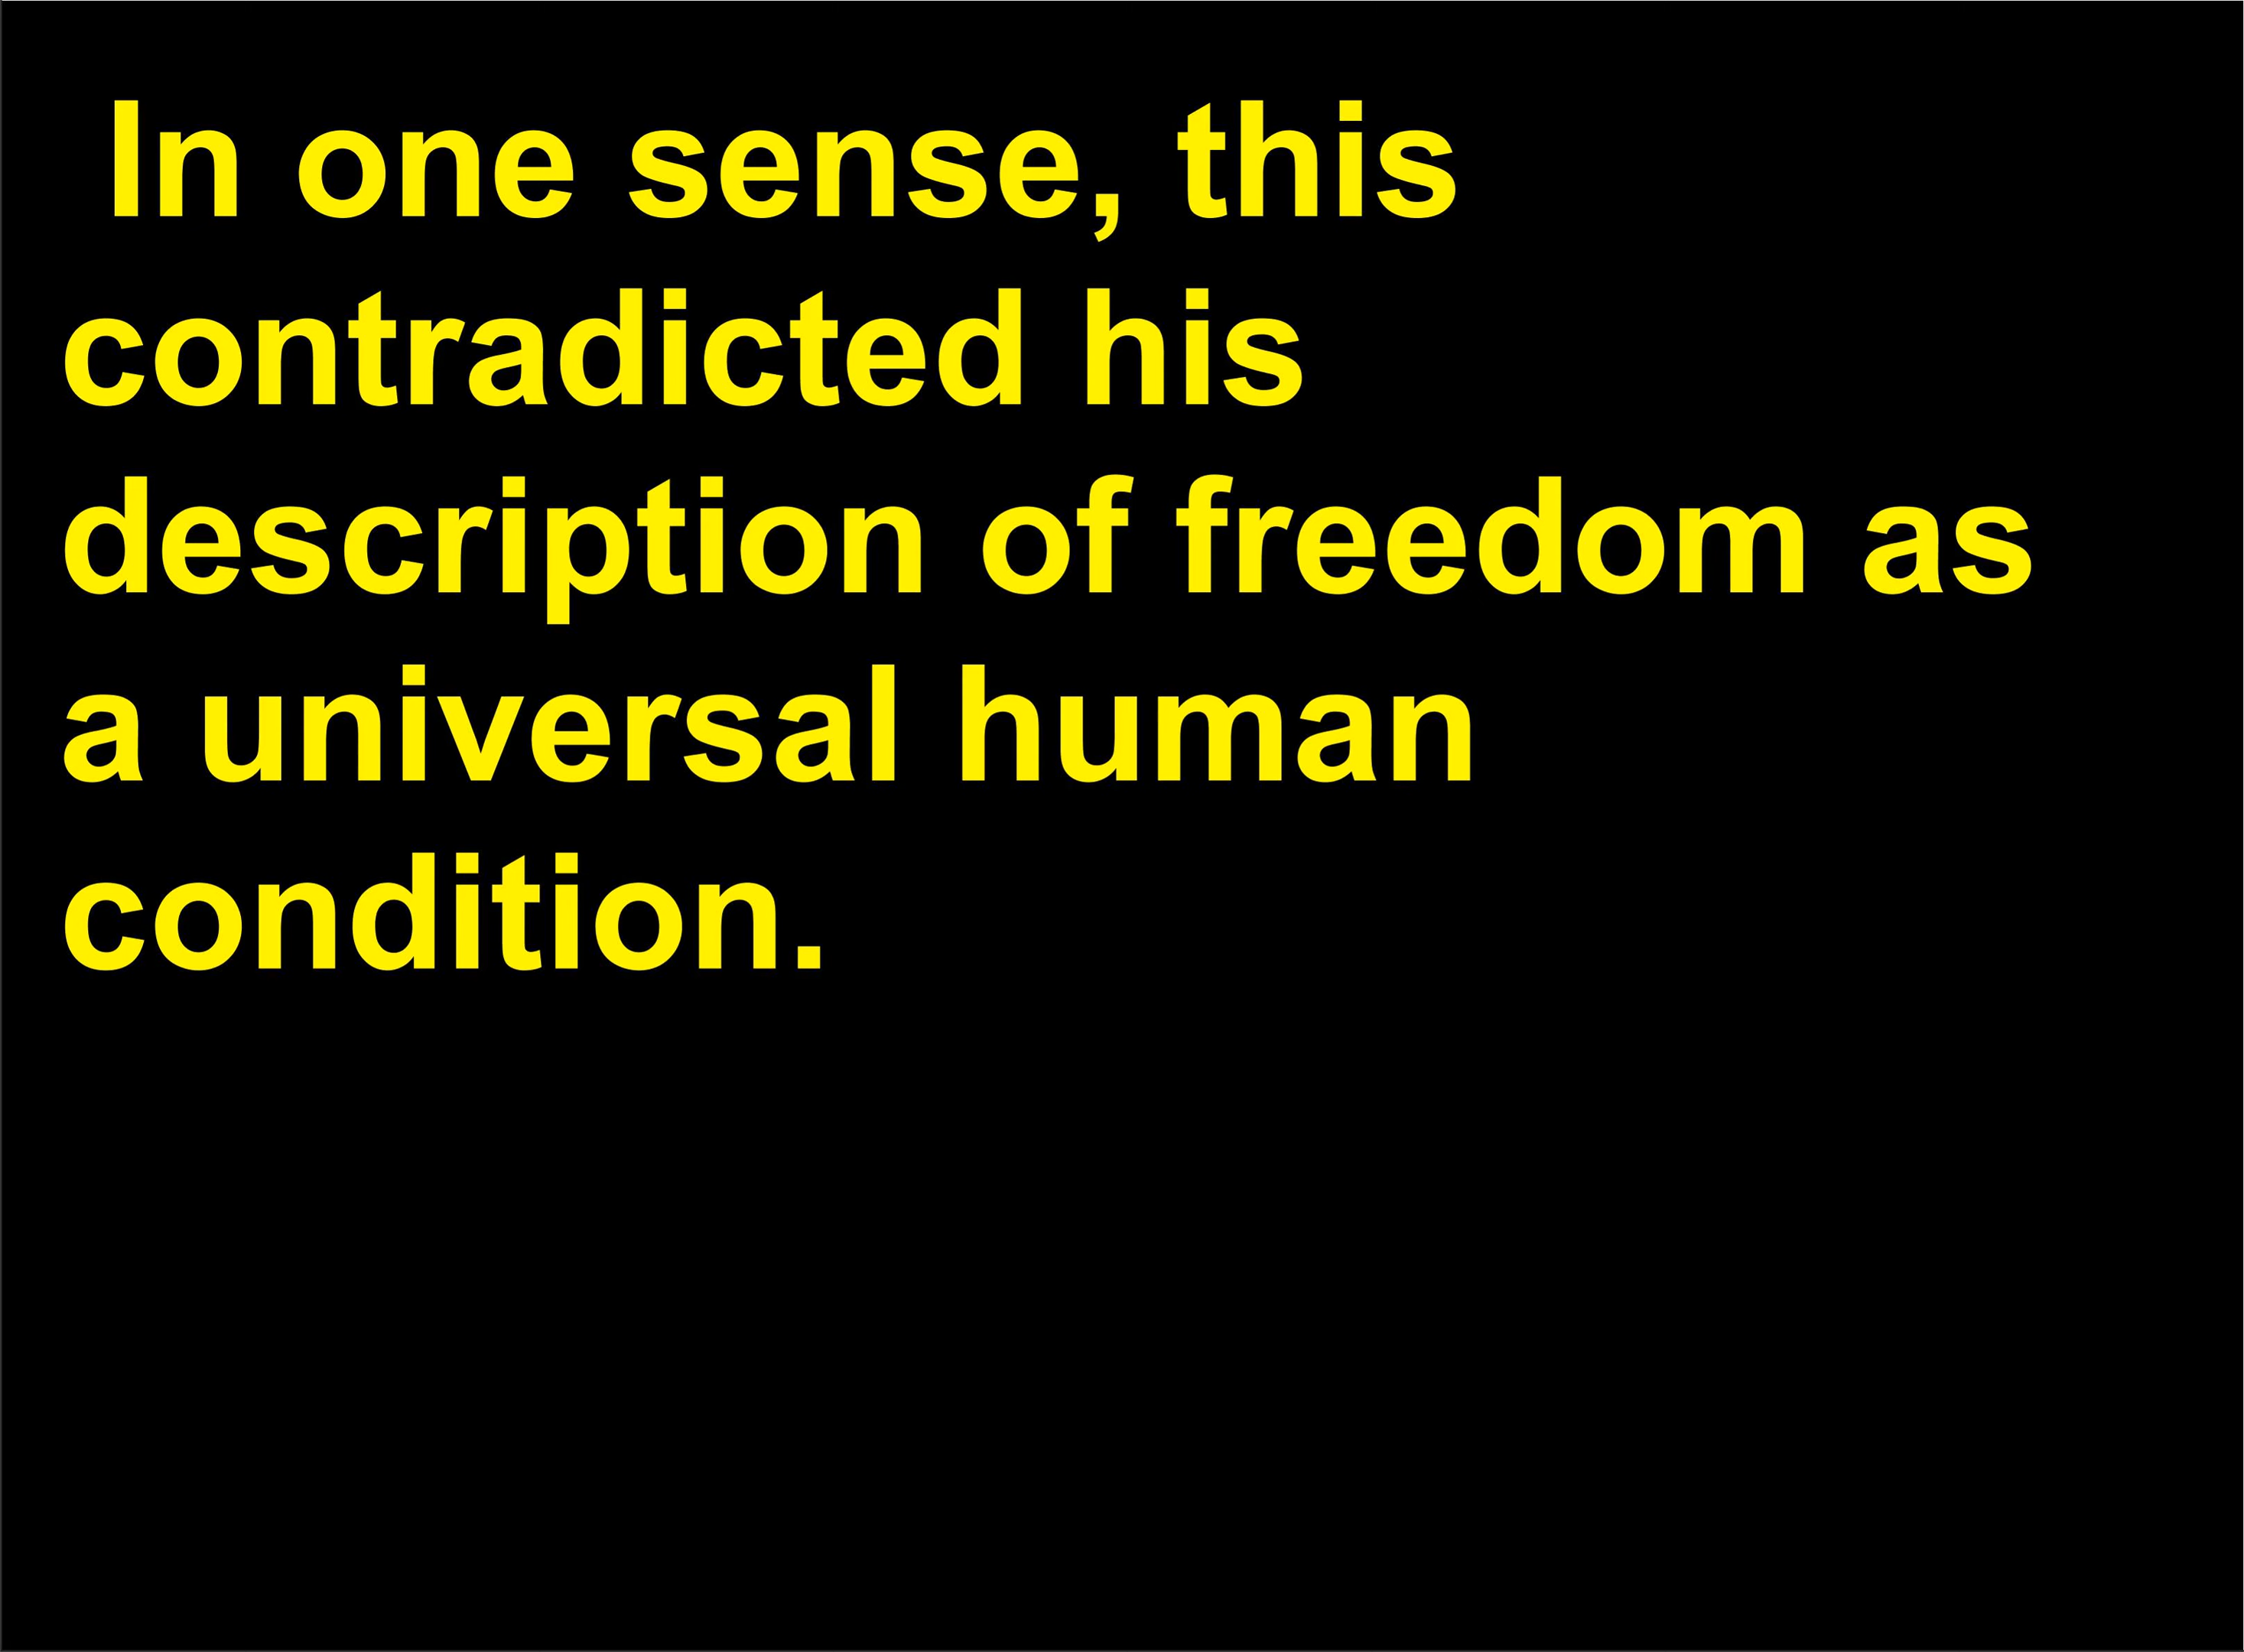 In one sense, this
contradicted his
description of freedom as
a universal human
condition.